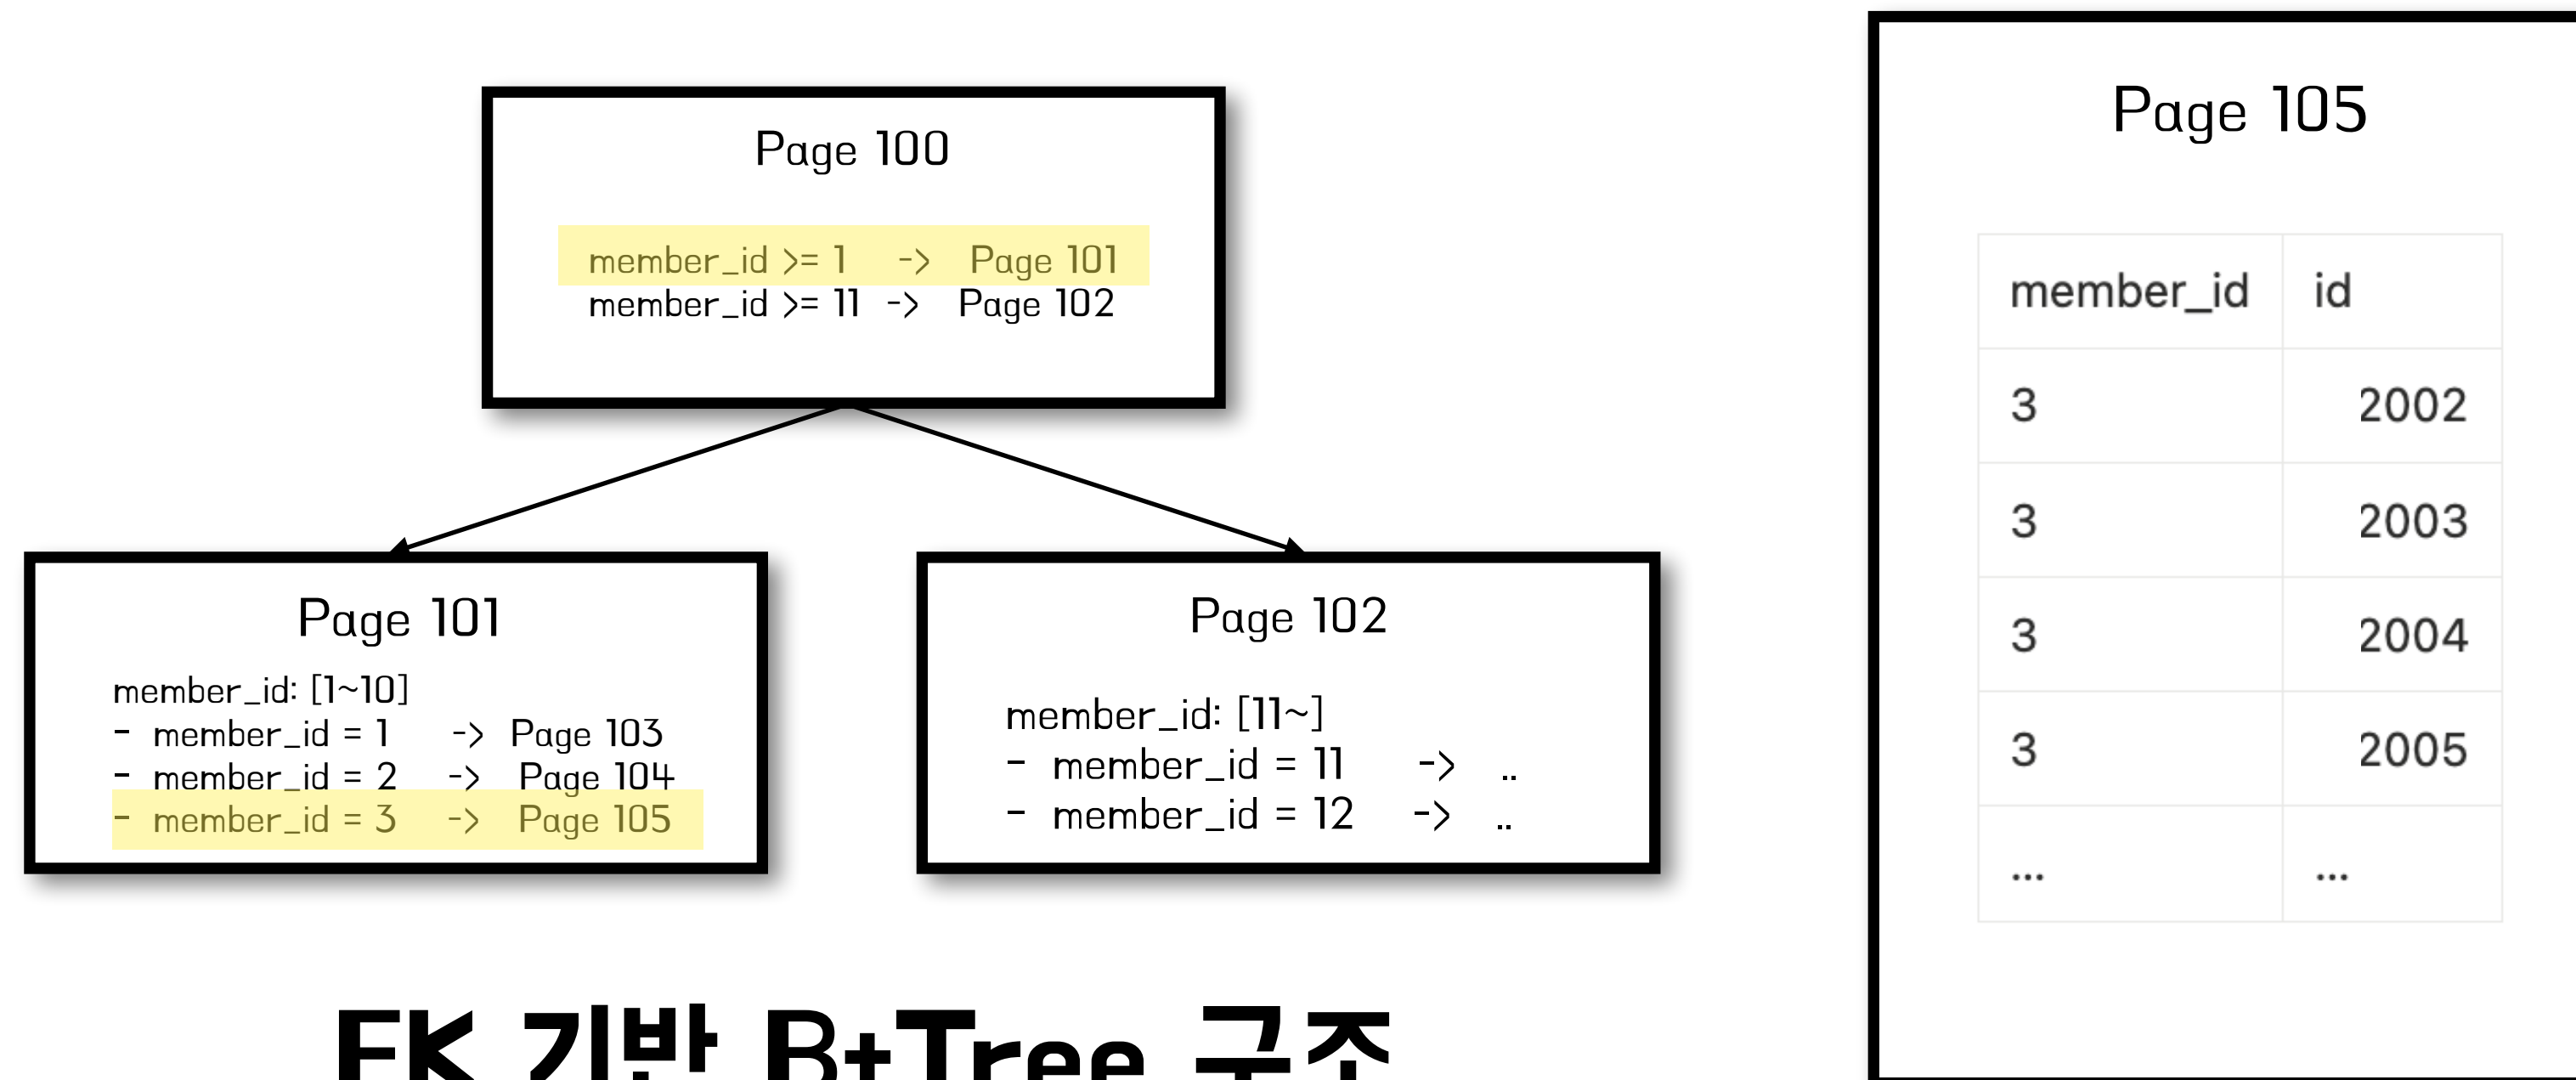 Page 100
member_id >= 1 -> Page 101
member_id >= 11 -> Page 102
Page 101
member_id: [1~10]
- member_id = 1 -> Page 103
- member_id = 2 -> Page 104
- member_id = 3 -> Page 105
Page 102
member_id: [11~]
- member_id = 11 -> ..
- member_id = 12 -> ..
FK 기반 B+Tree 구조
Page 105
member_id id
3 2002
3 2003
3 2004
3 2005
... ...